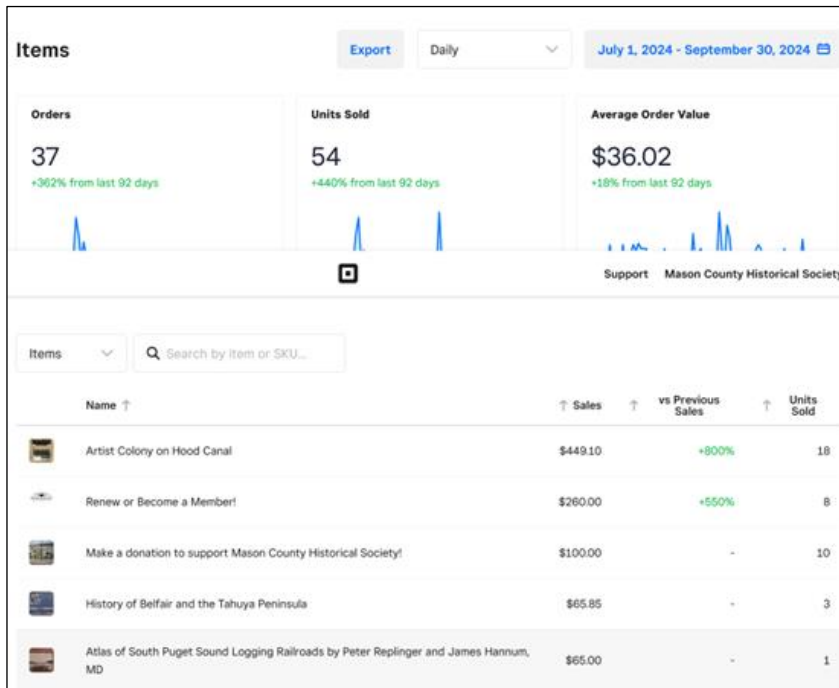 Items Export Daily July 1, 2024 - September 30, 2024
Orders Units Sold Average Order Value
37 54 $36.02
+362% from last 92 days +440% from last 92 days +18% from last 92 days
Support Mason County Historical Society
Items Search by Item or SKU...
Name Sales vs Previous Sales Units Sold
Artist Colony on Hood Canal $449.10 +800% 18
Renew or Become a Member! $260.00 +550% 8
Make a donation to support Mason County Historical Society! $100.00 - 10
History of Belfair and the Tahuya Peninsula $65.85 - 3
Atlas of South Puget Sound Logging Railroads by Peter Replinger and James Hannum,
MD $65.00 - 1